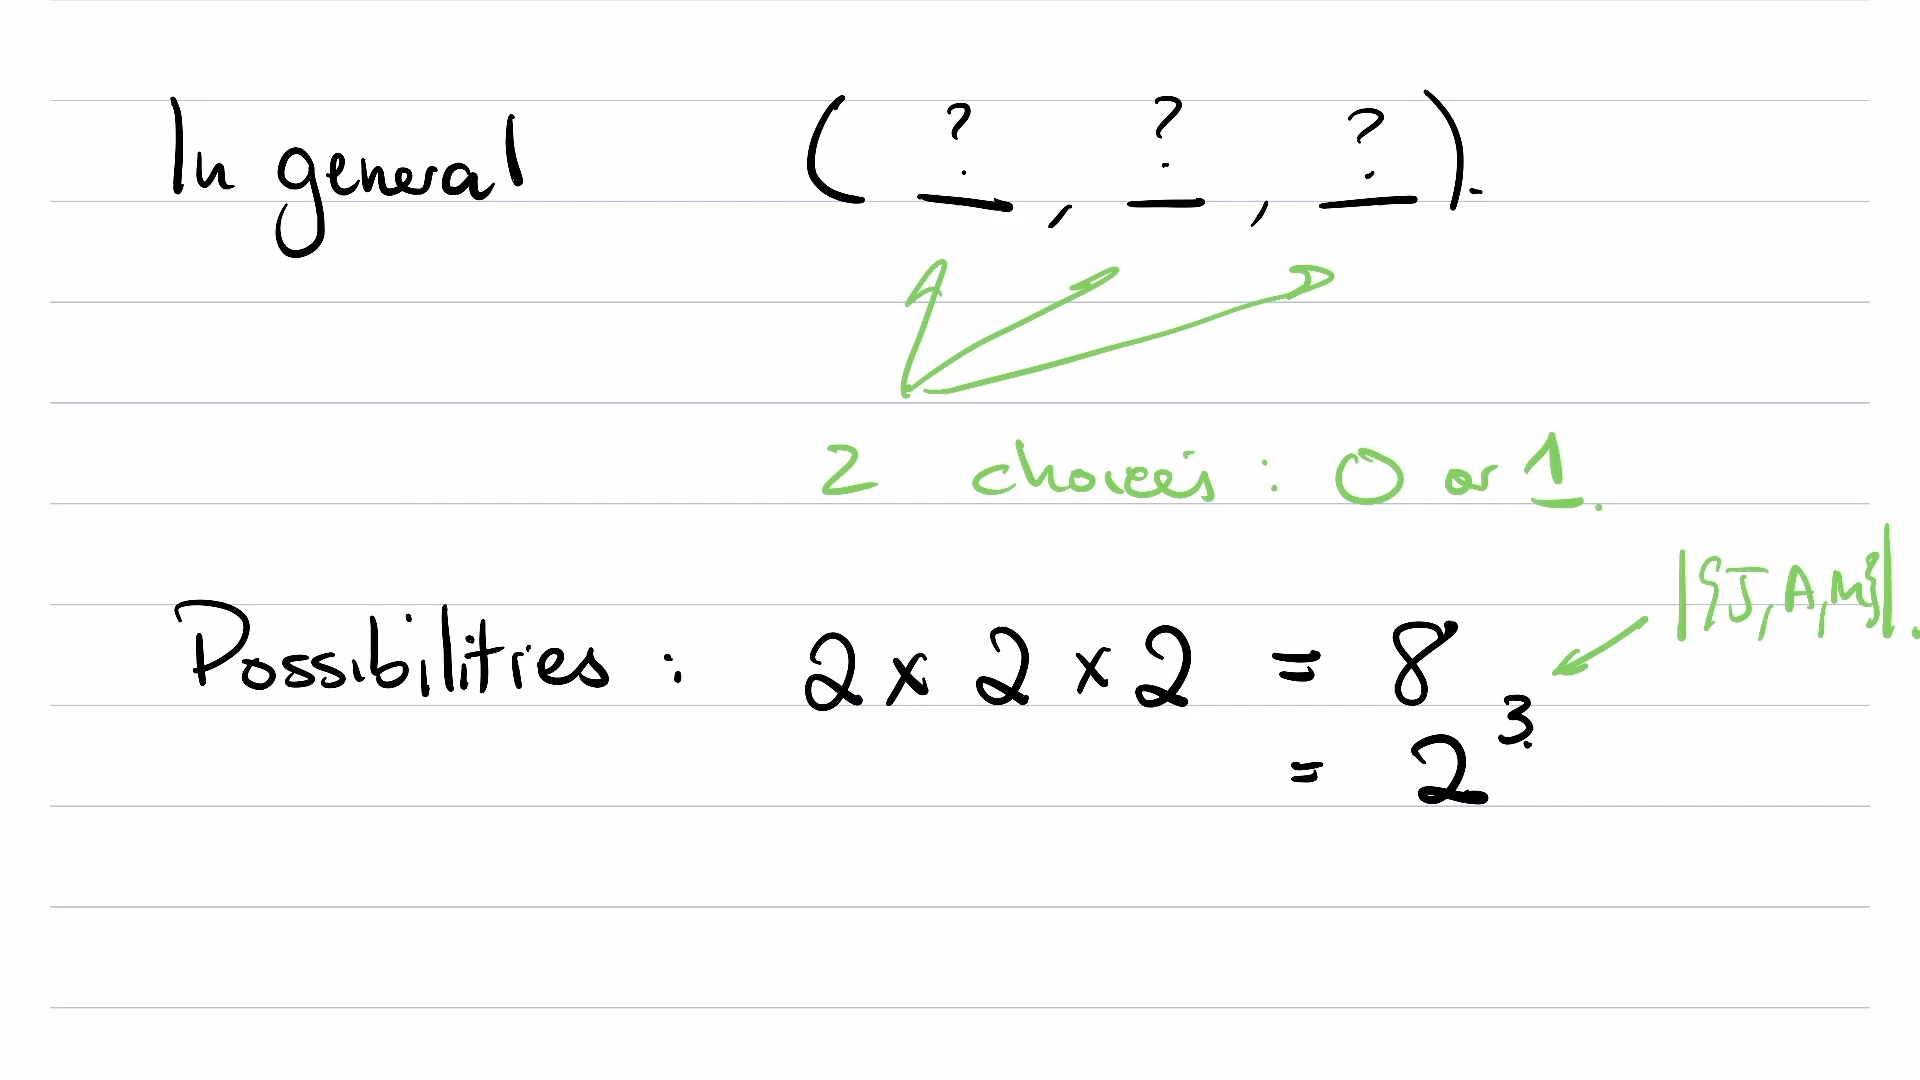 In general ( ? , ? , ? ).
2 choices : 0 or 1.
|{J, A, M}|.
Possibilities : 2 × 2 × 2 = 8
= 2³